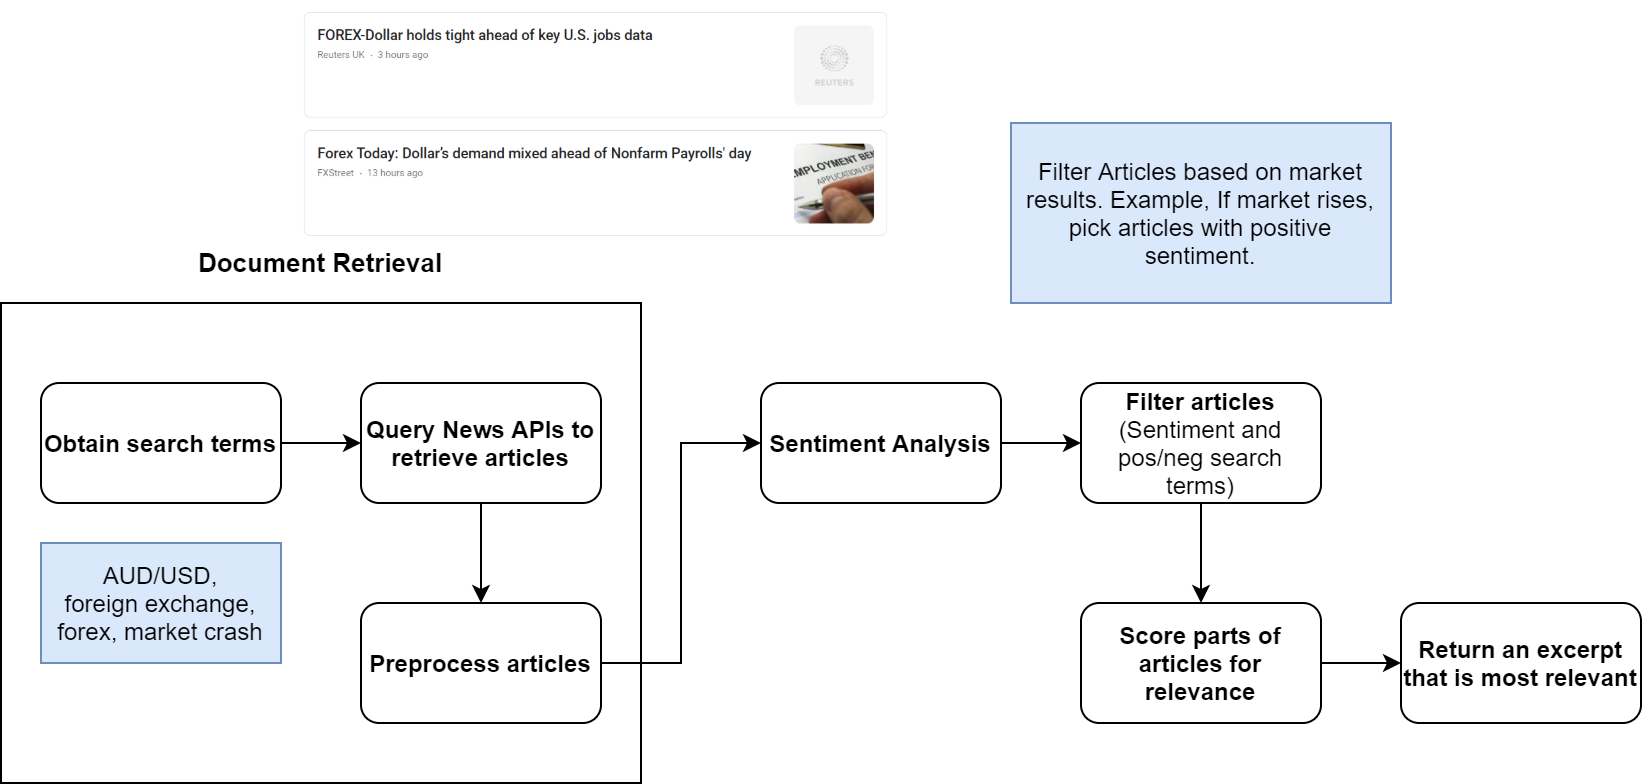 FOREX-Dollar holds tight ahead of key U.S. jobs data
Reuters UK · 3 hours ago
REUTERS
Forex Today: Dollar's demand mixed ahead of Nonfarm Payrolls' day
FXStreet · 13 hours ago
EMPLOYMENT BEN
APPLICATION FOR
Filter Articles based on market
results. Example, If market rises,
pick articles with positive
sentiment.
Document Retrieval
Obtain search terms
Query News APIs to
retrieve articles
Sentiment Analysis
Filter articles
(Sentiment and
pos/neg search
terms)
AUD/USD,
foreign exchange,
forex, market crash
Preprocess articles
Score parts of
articles for
relevance
Return an excerpt
that is most relevant